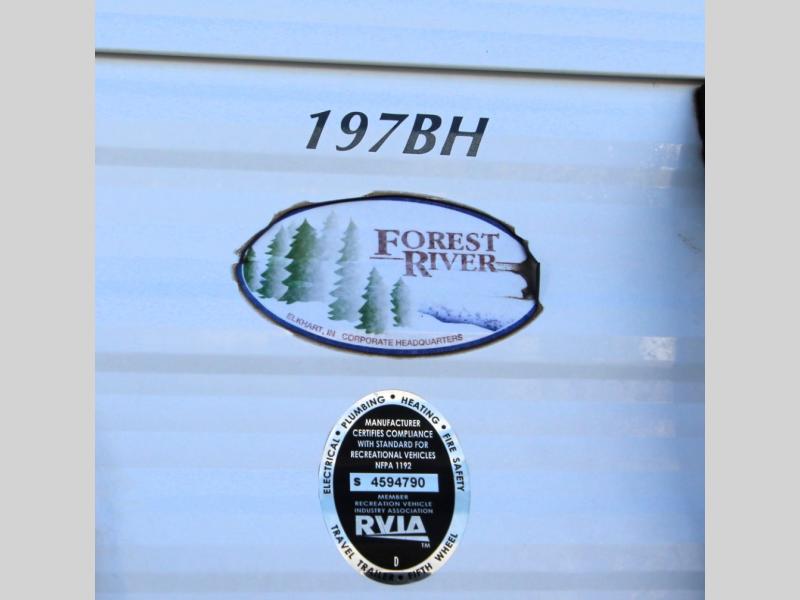 197BH
FOREST
RIVER
ELKHART, IN CORPORATE HEADQUARTERS
ELECTRICAL • PLUMBING • HEATING • FIRE SAFETY
MANUFACTURER
CERTIFIES COMPLIANCE
WITH STANDARD FOR
RECREATIONAL VEHICLES
NFPA 1192
S 4594790
MEMBER
RECREATION VEHICLE
INDUSTRY ASSOCIATION
RVIA
TM
D
TRAVEL TRAILER • FIFTH WHEEL